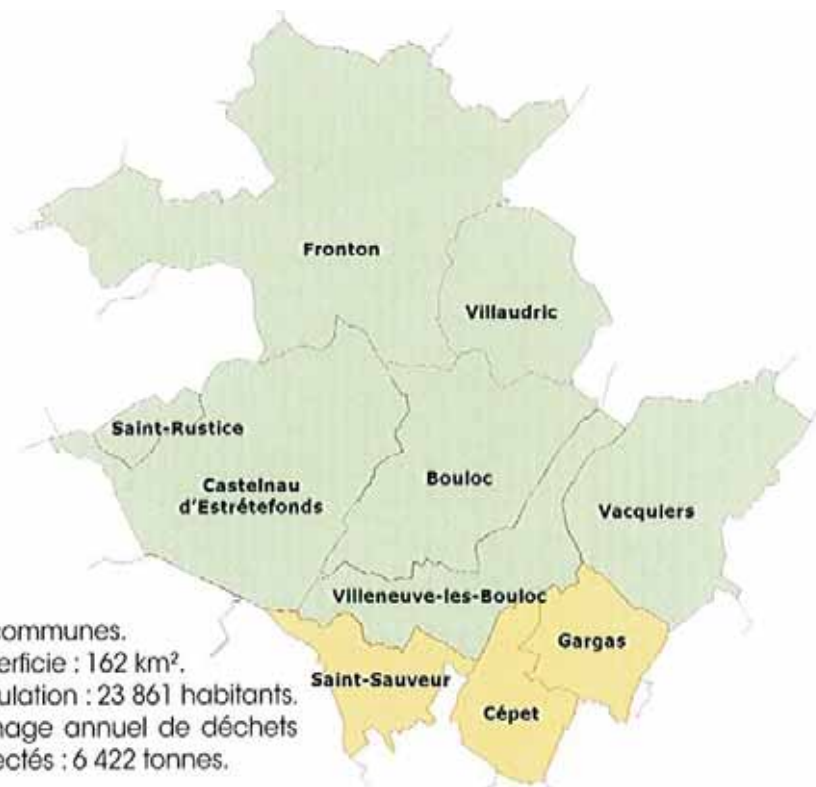 Fronton
Villaudric
Saint-Rustice
Castelnau
d'Estrétefonds
Bouloc
Vacquiers
Villeneuve-les-Bouloc
Gargas
Saint-Sauveur
Cépet
communes.
erficie : 162 km².
ulation : 23 861 habitants.
nage annuel de déchets
ectés : 6 422 tonnes.